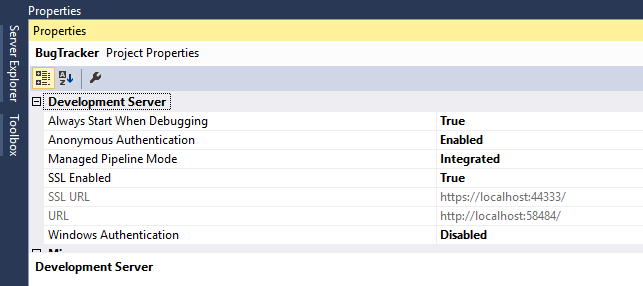 Properties
Properties
BugTracker Project Properties
Server Explorer
Toolbox
Development Server
Always Start When Debugging True
Anonymous Authentication Enabled
Managed Pipeline Mode Integrated
SSL Enabled True
SSL URL https://localhost:44333/
URL http://localhost:58484/
Windows Authentication Disabled
Development Server